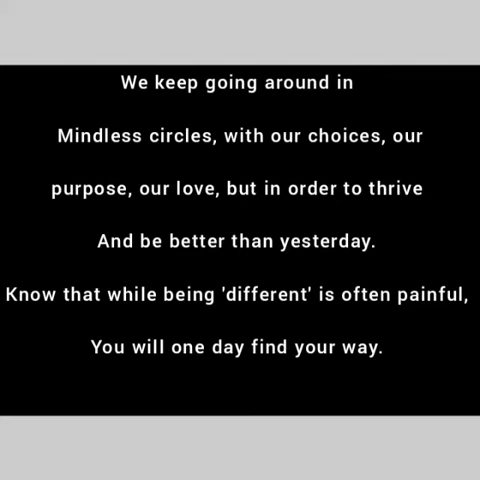 We keep going around in
Mindless circles, with our choices, our
purpose, our love, but in order to thrive
And be better than yesterday.
Know that while being 'different' is often painful,
You will one day find your way.